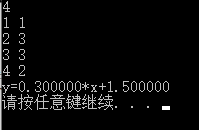 4
1 1
2 3
3 3
4 2
y=0.300000*x+1.500000
请按任意键继续. . .